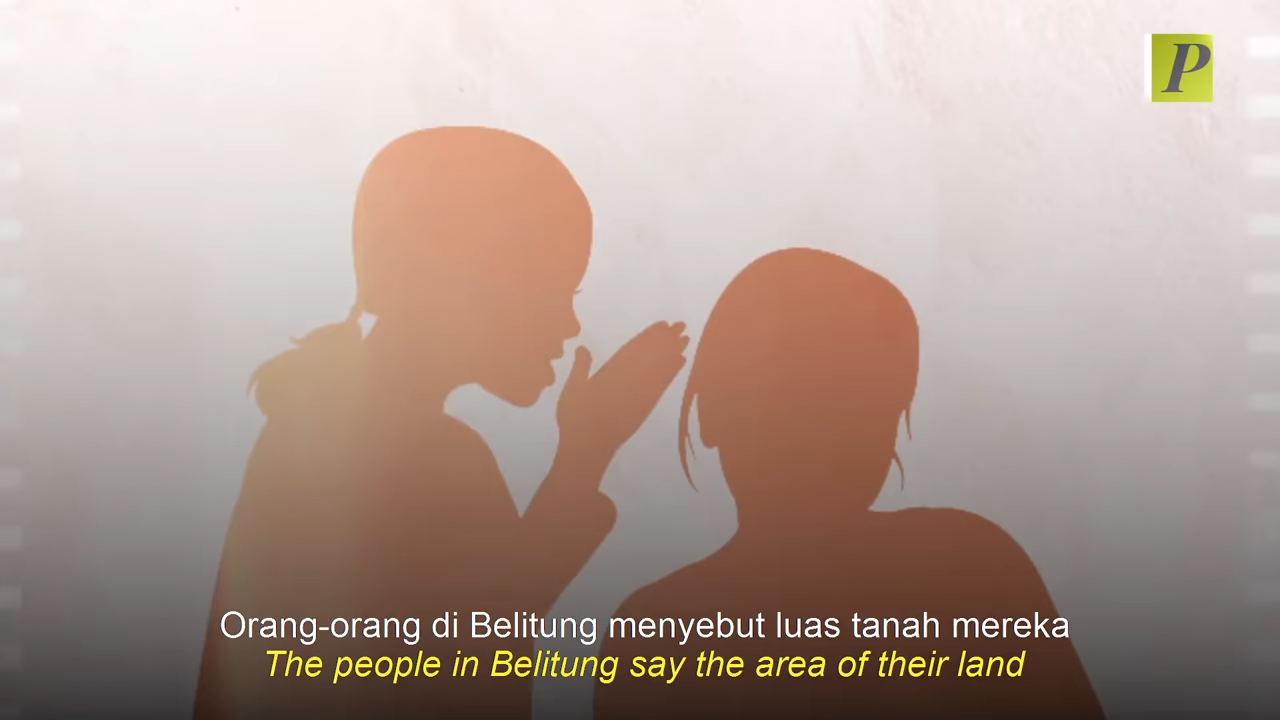 P
Orang-orang di Belitung menyebut luas tanah mereka
The people in Belitung say the area of their land